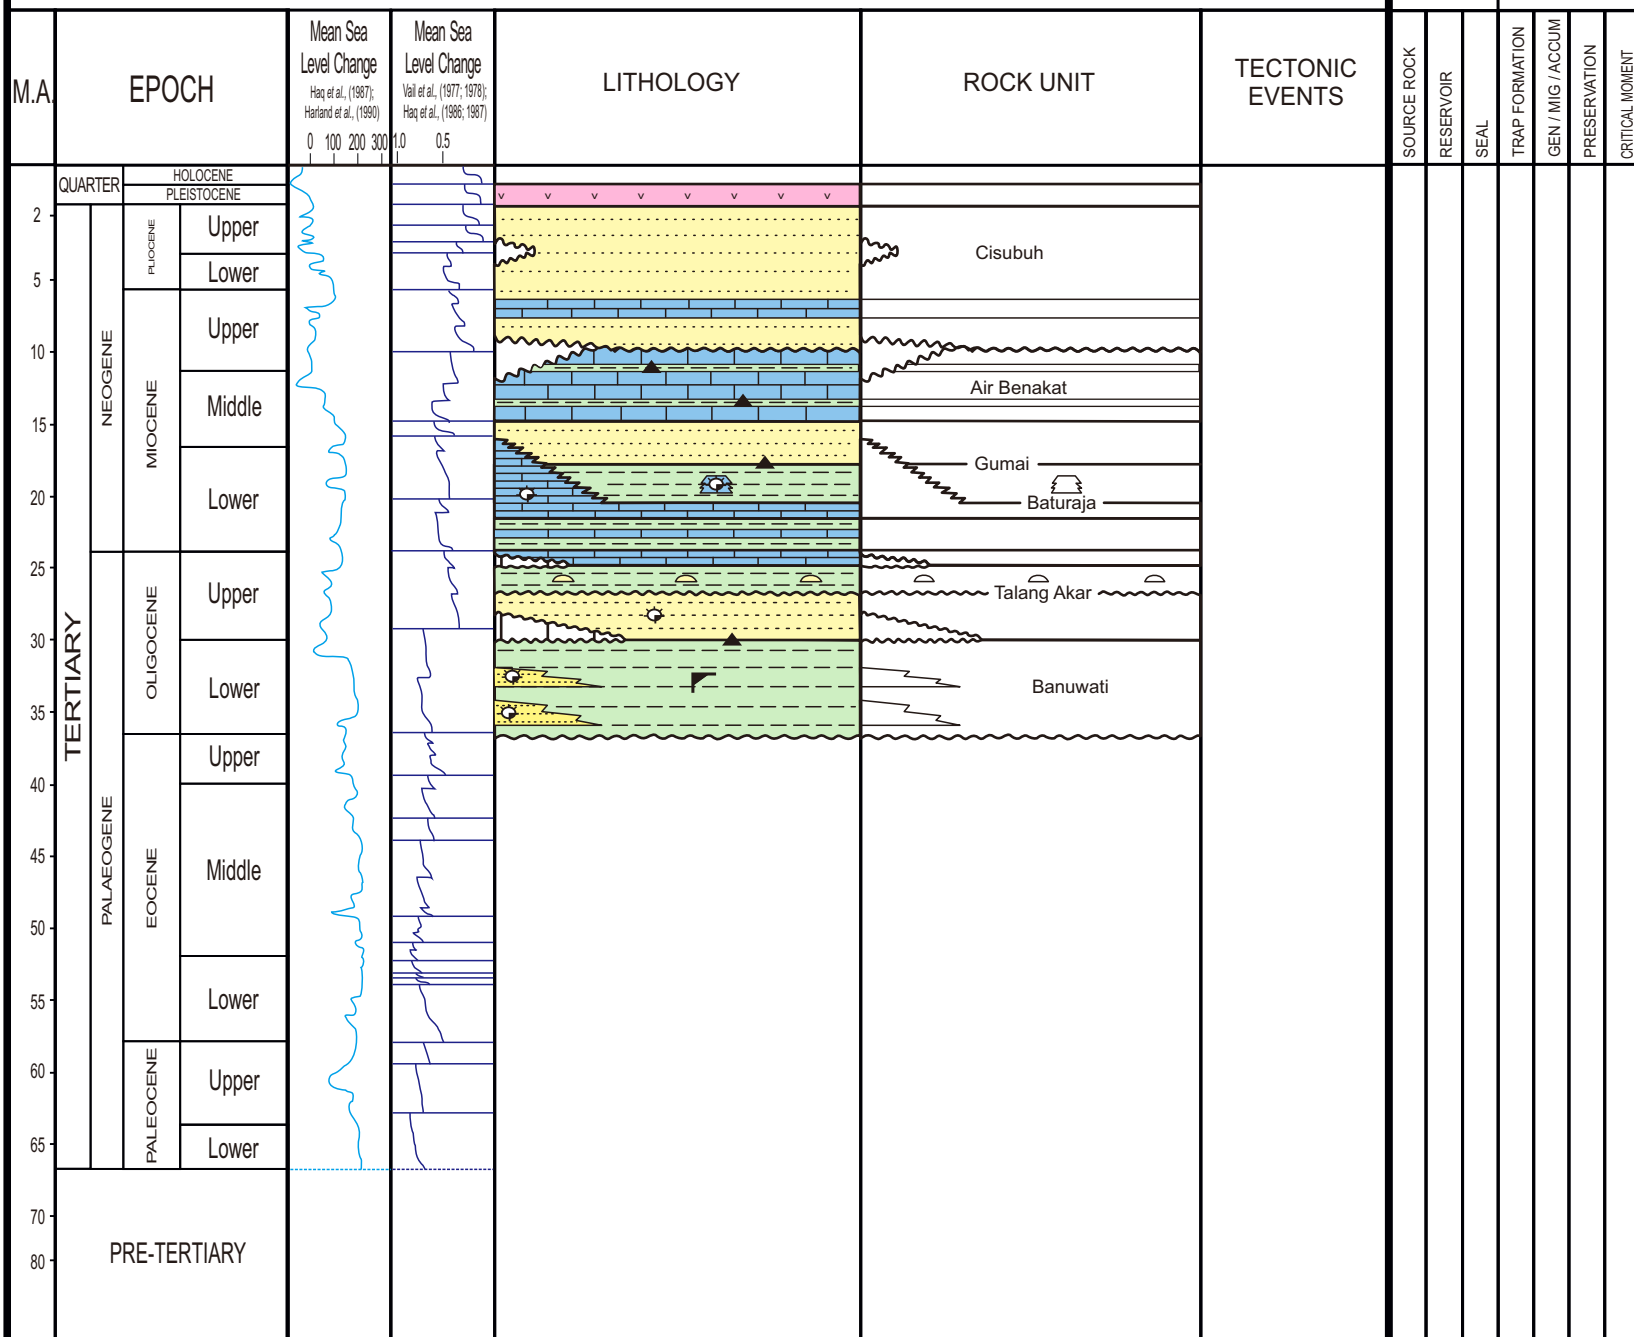 M.A.
EPOCH
Mean Sea
Level Change
Haq et al., (1987);
Harland et al., (1990)
0 100 200 300
Mean Sea
Level Change
Vail et al., (1977; 1978);
Haq et al., (1986; 1987)
1.0 0.5
LITHOLOGY
ROCK UNIT
TECTONIC
EVENTS
SOURCE ROCK
RESERVOIR
SEAL
TRAP FORMATION
GEN / MIG / ACCUM
PRESERVATION
CRITICAL MOMENT
QUARTER
HOLOCENE
PLEISTOCENE
TERTIARY
NEOGENE
PALAEOGENE
PLIOCENE
Upper
Lower
MIOCENE
Upper
Middle
Lower
OLIGOCENE
Upper
Lower
EOCENE
Upper
Middle
Lower
PALEOCENE
Upper
Lower
PRE-TERTIARY
2
5
10
15
20
25
30
35
40
45
50
55
60
65
70
80
Cisubuh
Air Benakat
Gumai
Baturaja
Talang Akar
Banuwati